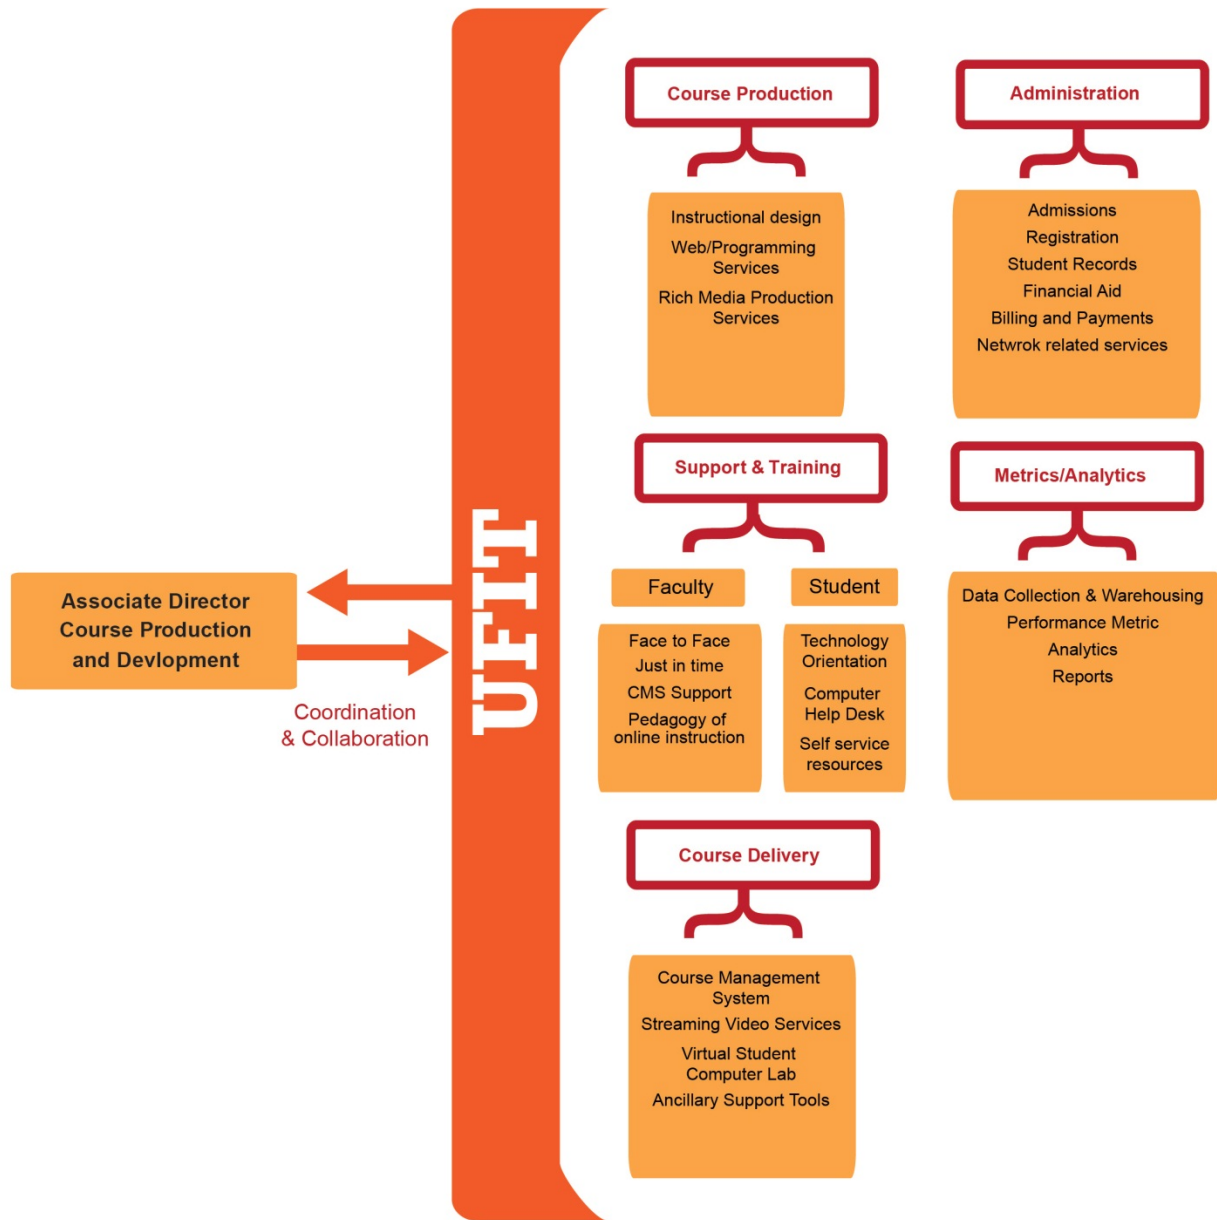 Course Production
Instructional design
Web/Programming
Services
Rich Media Production
Services
Administration
Admissions
Registration
Student Records
Financial Aid
Billing and Payments
Netwrok related services
Support & Training
Faculty
Face to Face
Just in time
CMS Support
Pedagogy of
online instruction
Student
Technology
Orientation
Computer
Help Desk
Self service
resources
Metrics/Analytics
Data Collection & Warehousing
Performance Metric
Analytics
Reports
Associate Director
Course Production
and Devlopment
Coordination
& Collaboration
UFIT
Course Delivery
Course Management
System
Streaming Video Services
Virtual Student
Computer Lab
Ancillary Support Tools